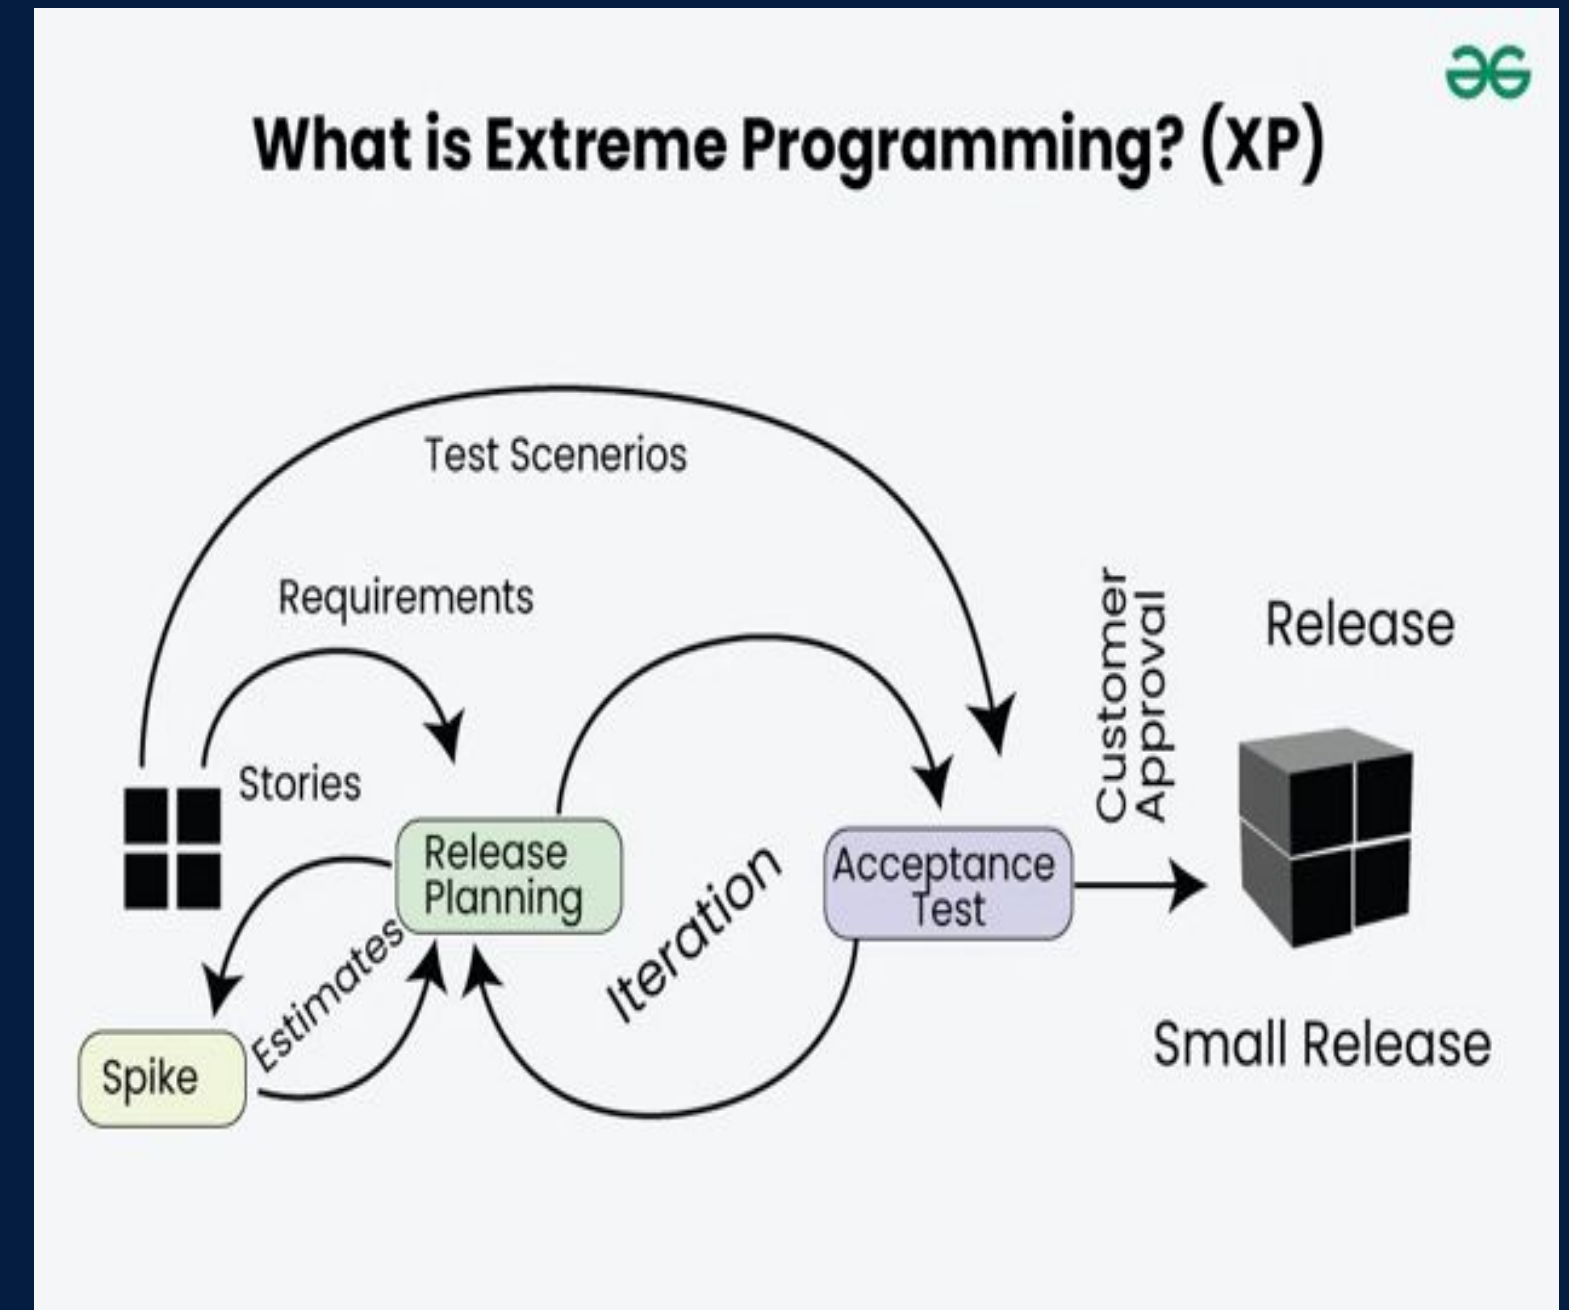 What is Extreme Programming? (XP)
Test Scenerios
Requirements
Stories
Release
Planning
Estimates
Spike
Iteration
Acceptance
Test
Customer
Approval
Release
Small Release